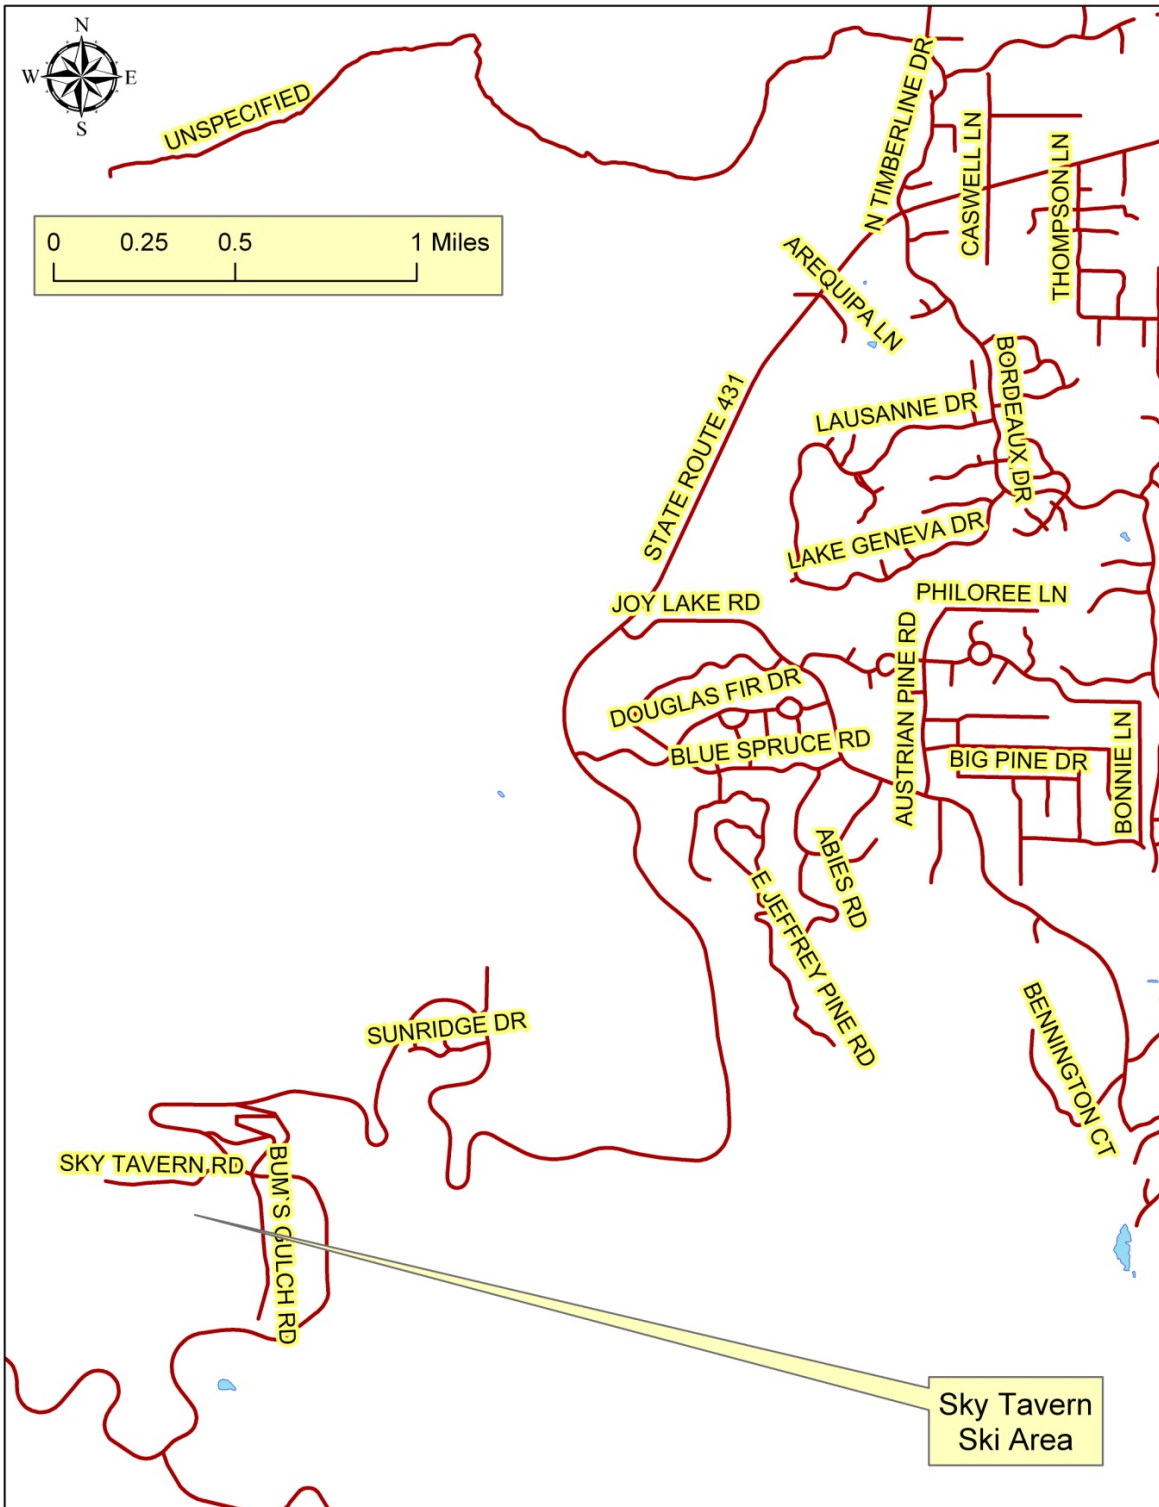 N
W E
S
UNSPECIFIED
0 0.25 0.5 1 Miles
N TIMBERLINE DR
CASWELL LN
THOMPSON LN
AREQUIPA LN
BORDEAUX DR
LAUSANNE DR
STATE ROUTE 431
LAKE GENEVA DR
JOY LAKE RD
PHILOREE LN
AUSTRIAN PINE RD
DOUGLAS FIR DR
BLUE SPRUCE RD
BIG PINE DR
BONNIE LN
ABIES RD
E JEFFREY PINE RD
BENNINGTON CT
SUNRIDGE DR
SKY TAVERN RD
BUM'S GULCH RD
Sky Tavern
Ski Area